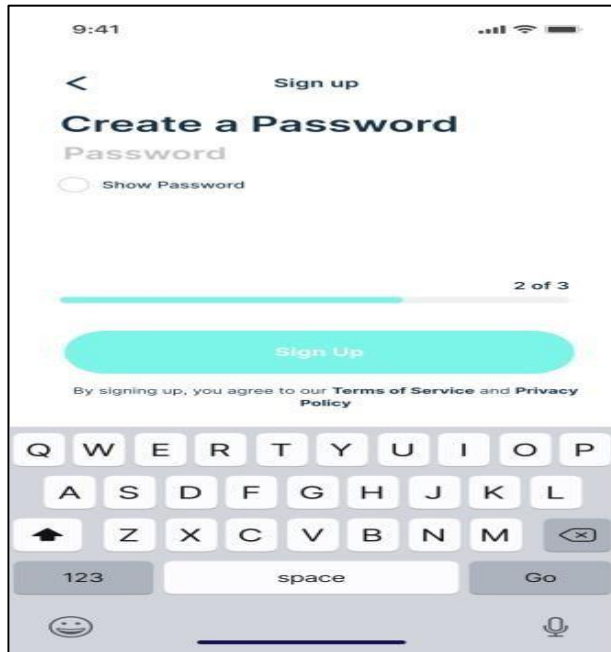 9:41
<
Sign up
Create a Password
Password
Show Password
2 of 3
Sign Up
By signing up, you agree to our Terms of Service and Privacy
Policy
Q W E R T Y U I O P
A S D F G H J K L
Z X C V B N M
123 space Go